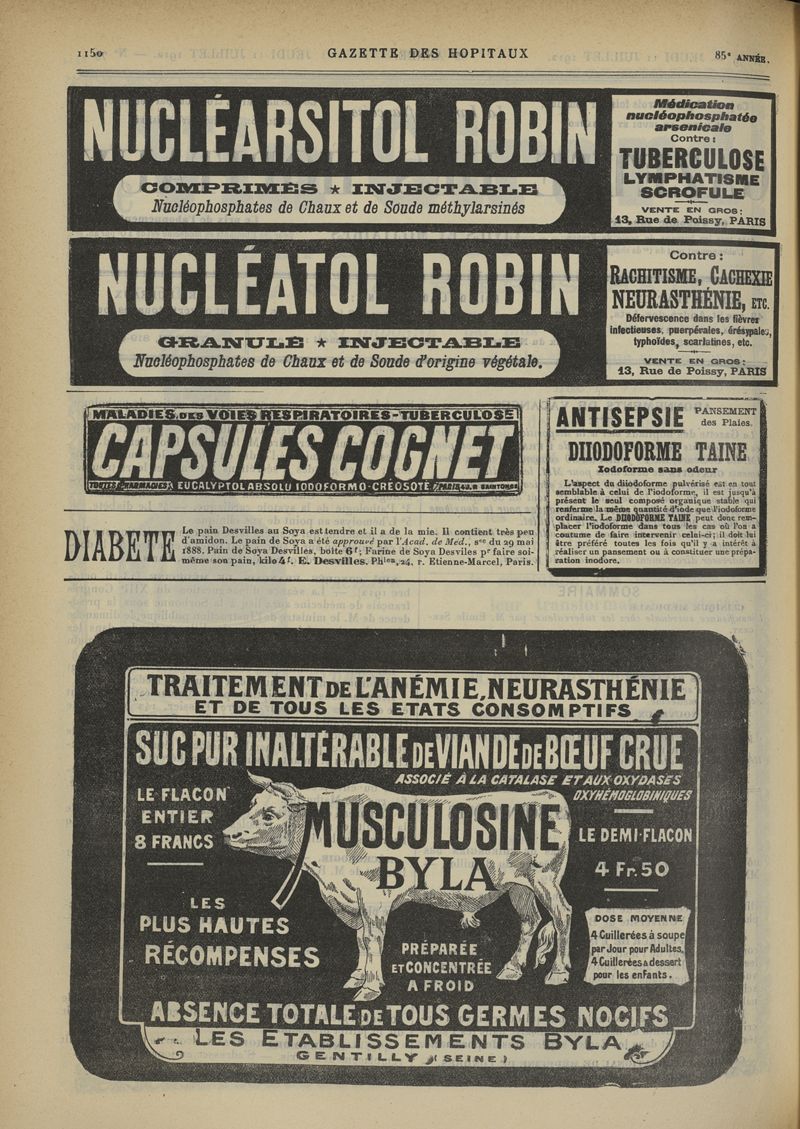 1150
GAZETTE DES HOPITAUX
85e ANNÉE.
NUCLÉARSITOL ROBIN
COMPRIMÉS ★ INJECTABLE
Nucléophosphates de Chaux et de Soude méthylarsinés
Médication
nucléophosphatée
arsenicale
Contre :
TUBERCULOSE
LYMPHATISME
SCROFULE
VENTE EN GROS :
13, Rue de Poissy, PARIS
NUCLÉATOL ROBIN
GRANULÉ ★ INJECTABLE
Nucléophosphates de Chaux et de Soude d'origine végétale.
Contre :
RACHITISME, CACHEXIE
NEURASTHÉNIE, ETC.
Défervescence dans les fièvres
infectieuses, puerpérales, érésypales,
typhoïdes, scarlatines, etc.
VENTE EN GROS :
13, Rue de Poissy, PARIS
MALADIES DES VOIES RESPIRATOIRES - TUBERCULOSE
CAPSULES COGNET
TOUTES PHARMACIES EUCALYPTOL ABSOLU IODOFORMO-CRÉOSOTÉ PARIS 43, R. SAINTONGE
DIABETE
Le pain Desvilles au Soya est tendre et il a de la mie. Il contient très peu
d'amidon. Le pain de Soya a été approuvé par l'Acad. de Méd., sce du 29 mai
1888. Pain de Soya Desvilles, boîte 6f; Farine de Soya Desviles pr faire soi-
même son pain, kilo 4f. E. Desvilles, Phien, 24, r. Etienne-Marcel, Paris.
ANTISEPSIE
PANSEMENT
des Plaies.
DIIODOFORME TAINE
Iodoforme sans odeur
L'aspect du diiodoforme pulvérisé est en tout
semblable à celui de l'iodoforme, il est jusqu'à
présent le seul composé organique stable qui
renferme la même quantité d'iode que l'iodoforme
ordinaire. Le DIIODOFORME TAINE peut donc rem-
placer l'iodoforme dans tous les cas où l'on a
coutume de faire intervenir celui-ci; il doit lui
être préféré toutes les fois qu'il y a intérêt à
réaliser un pansement ou à constituer une prépa-
ration inodore.
TRAITEMENT DE L'ANÉMIE, NEURASTHÉNIE
ET DE TOUS LES ETATS CONSOMPTIFS
SUC PUR INALTÉRABLE DE VIANDE DE BŒUF CRUE
ASSOCIÉ À LA CATALASE ET AUX OXYDASES
OXYHÉMOGLOBINIQUES
LE FLACON
ENTIER
8 FRANCS
MUSCULOSINE
BYLA
LE DEMI-FLACON
4 Fr. 50
LES
PLUS HAUTES
RÉCOMPENSES
PRÉPARÉE
ET CONCENTRÉE
A FROID
DOSE MOYENNE
4 Cuillerées à soupe
par Jour pour Adultes,
4 Cuillerées à dessert
pour les enfants.
ABSENCE TOTALE DE TOUS GERMES NOCIFS
LES ETABLISSEMENTS BYLA
GENTILLY (SEINE)